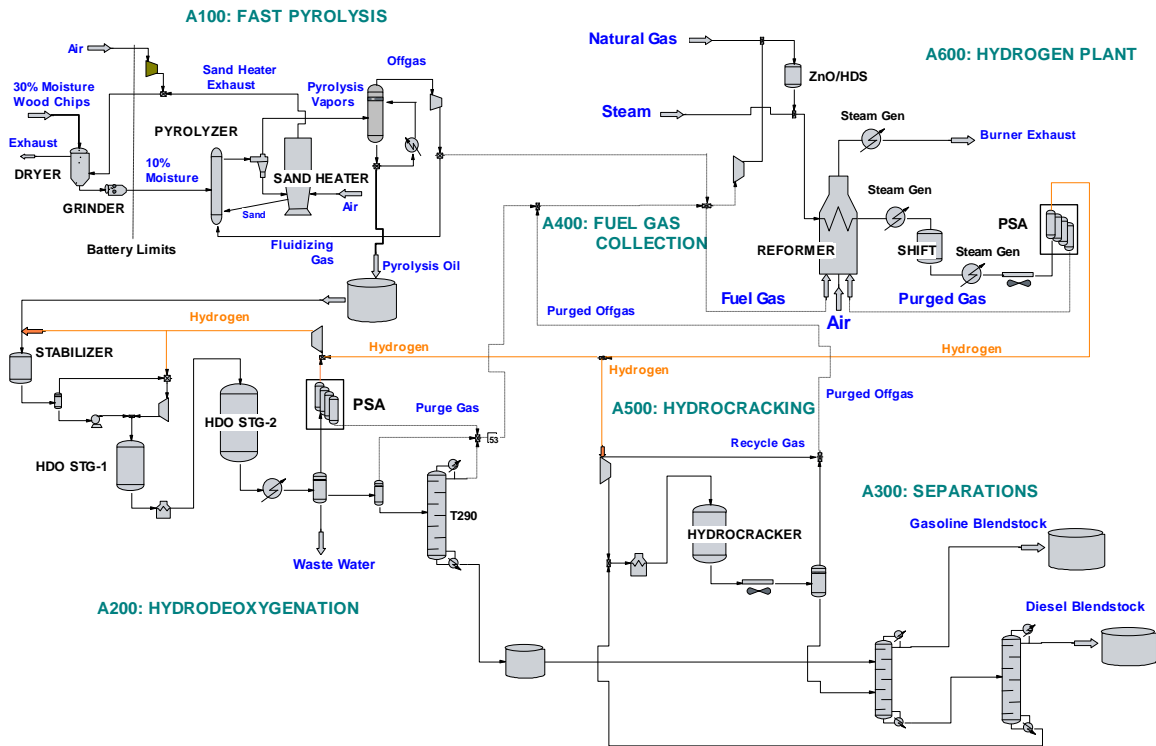 A100: FAST PYROLYSIS
Air
Sand Heater
Exhaust
Offgas
Pyrolysis
Vapors
30% Moisture
Wood Chips
PYROLYZER
Exhaust
DRYER
10%
Moisture
GRINDER
SAND HEATER
Sand
Air
Battery Limits
Fluidizing
Gas
Pyrolysis Oil
Natural Gas
A600: HYDROGEN PLANT
ZnO/HDS
Steam
Steam Gen
Burner Exhaust
Steam Gen
PSA
A400: FUEL GAS
COLLECTION
REFORMER
SHIFT
Steam Gen
Fuel Gas
Purged Gas
Air
Purged Offgas
Hydrogen
STABILIZER
Hydrogen
Hydrogen
Hydrogen
Purged Offgas
PSA
Purge Gas
A500: HYDROCRACKING
HDO STG-2
53
Recycle Gas
HDO STG-1
T290
A300: SEPARATIONS
Gasoline Blendstock
HYDROCRACKER
Waste Water
A200: HYDRODEOXYGENATION
Diesel Blendstock